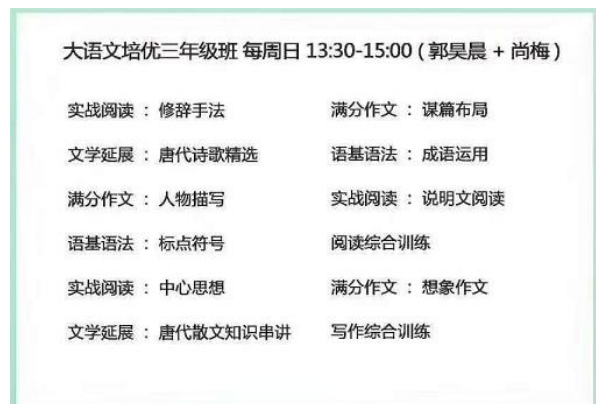 大语文培优三年级班 每周日 13:30-15:00 ( 郭昊晨 + 尚梅 )
实战阅读 ： 修辞手法
文学延展 ： 唐代诗歌精选
满分作文 ： 人物描写
语基语法 ： 标点符号
实战阅读 ： 中心思想
文学延展 ： 唐代散文知识串讲
满分作文 ： 谋篇布局
语基语法 ： 成语运用
实战阅读 ： 说明文阅读
阅读综合训练
满分作文 ： 想象作文
写作综合训练